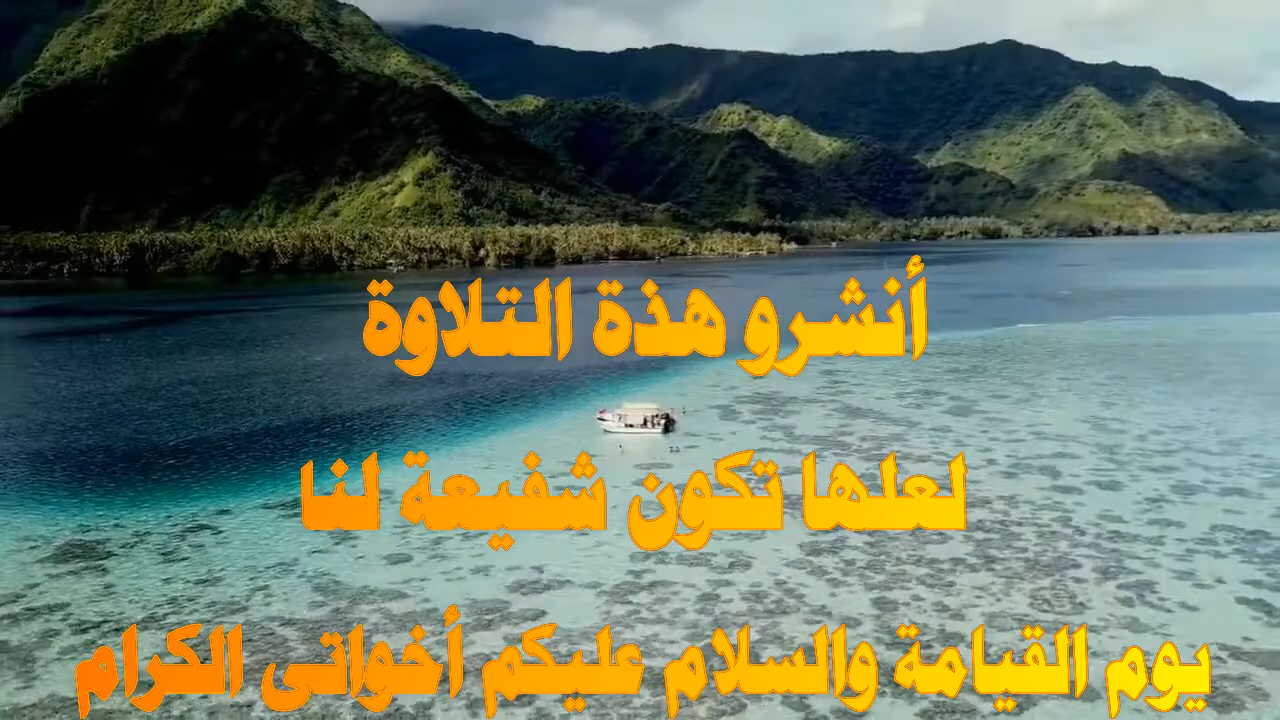 أنشرو هذة التلاوة
لعلها تكون شفيعة لنا
يوم القيامة والسلام عليكم أخواتى الكرام